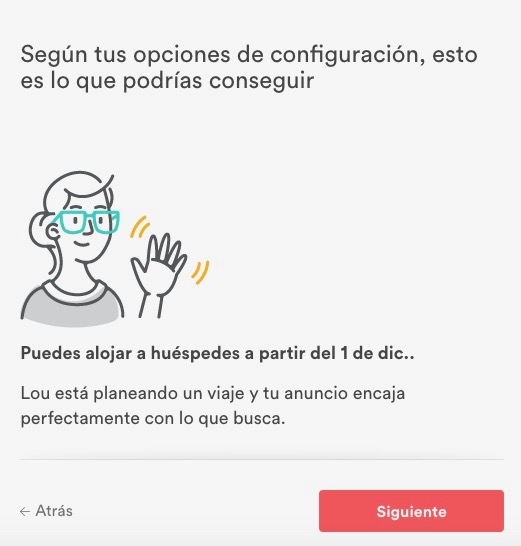 Según tus opciones de configuración, esto
es lo que podrías conseguir
Puedes alojar a huéspedes a partir del 1 de dic..
Lou está planeando un viaje y tu anuncio encaja
perfectamente con lo que busca.
← Atrás
Siguiente